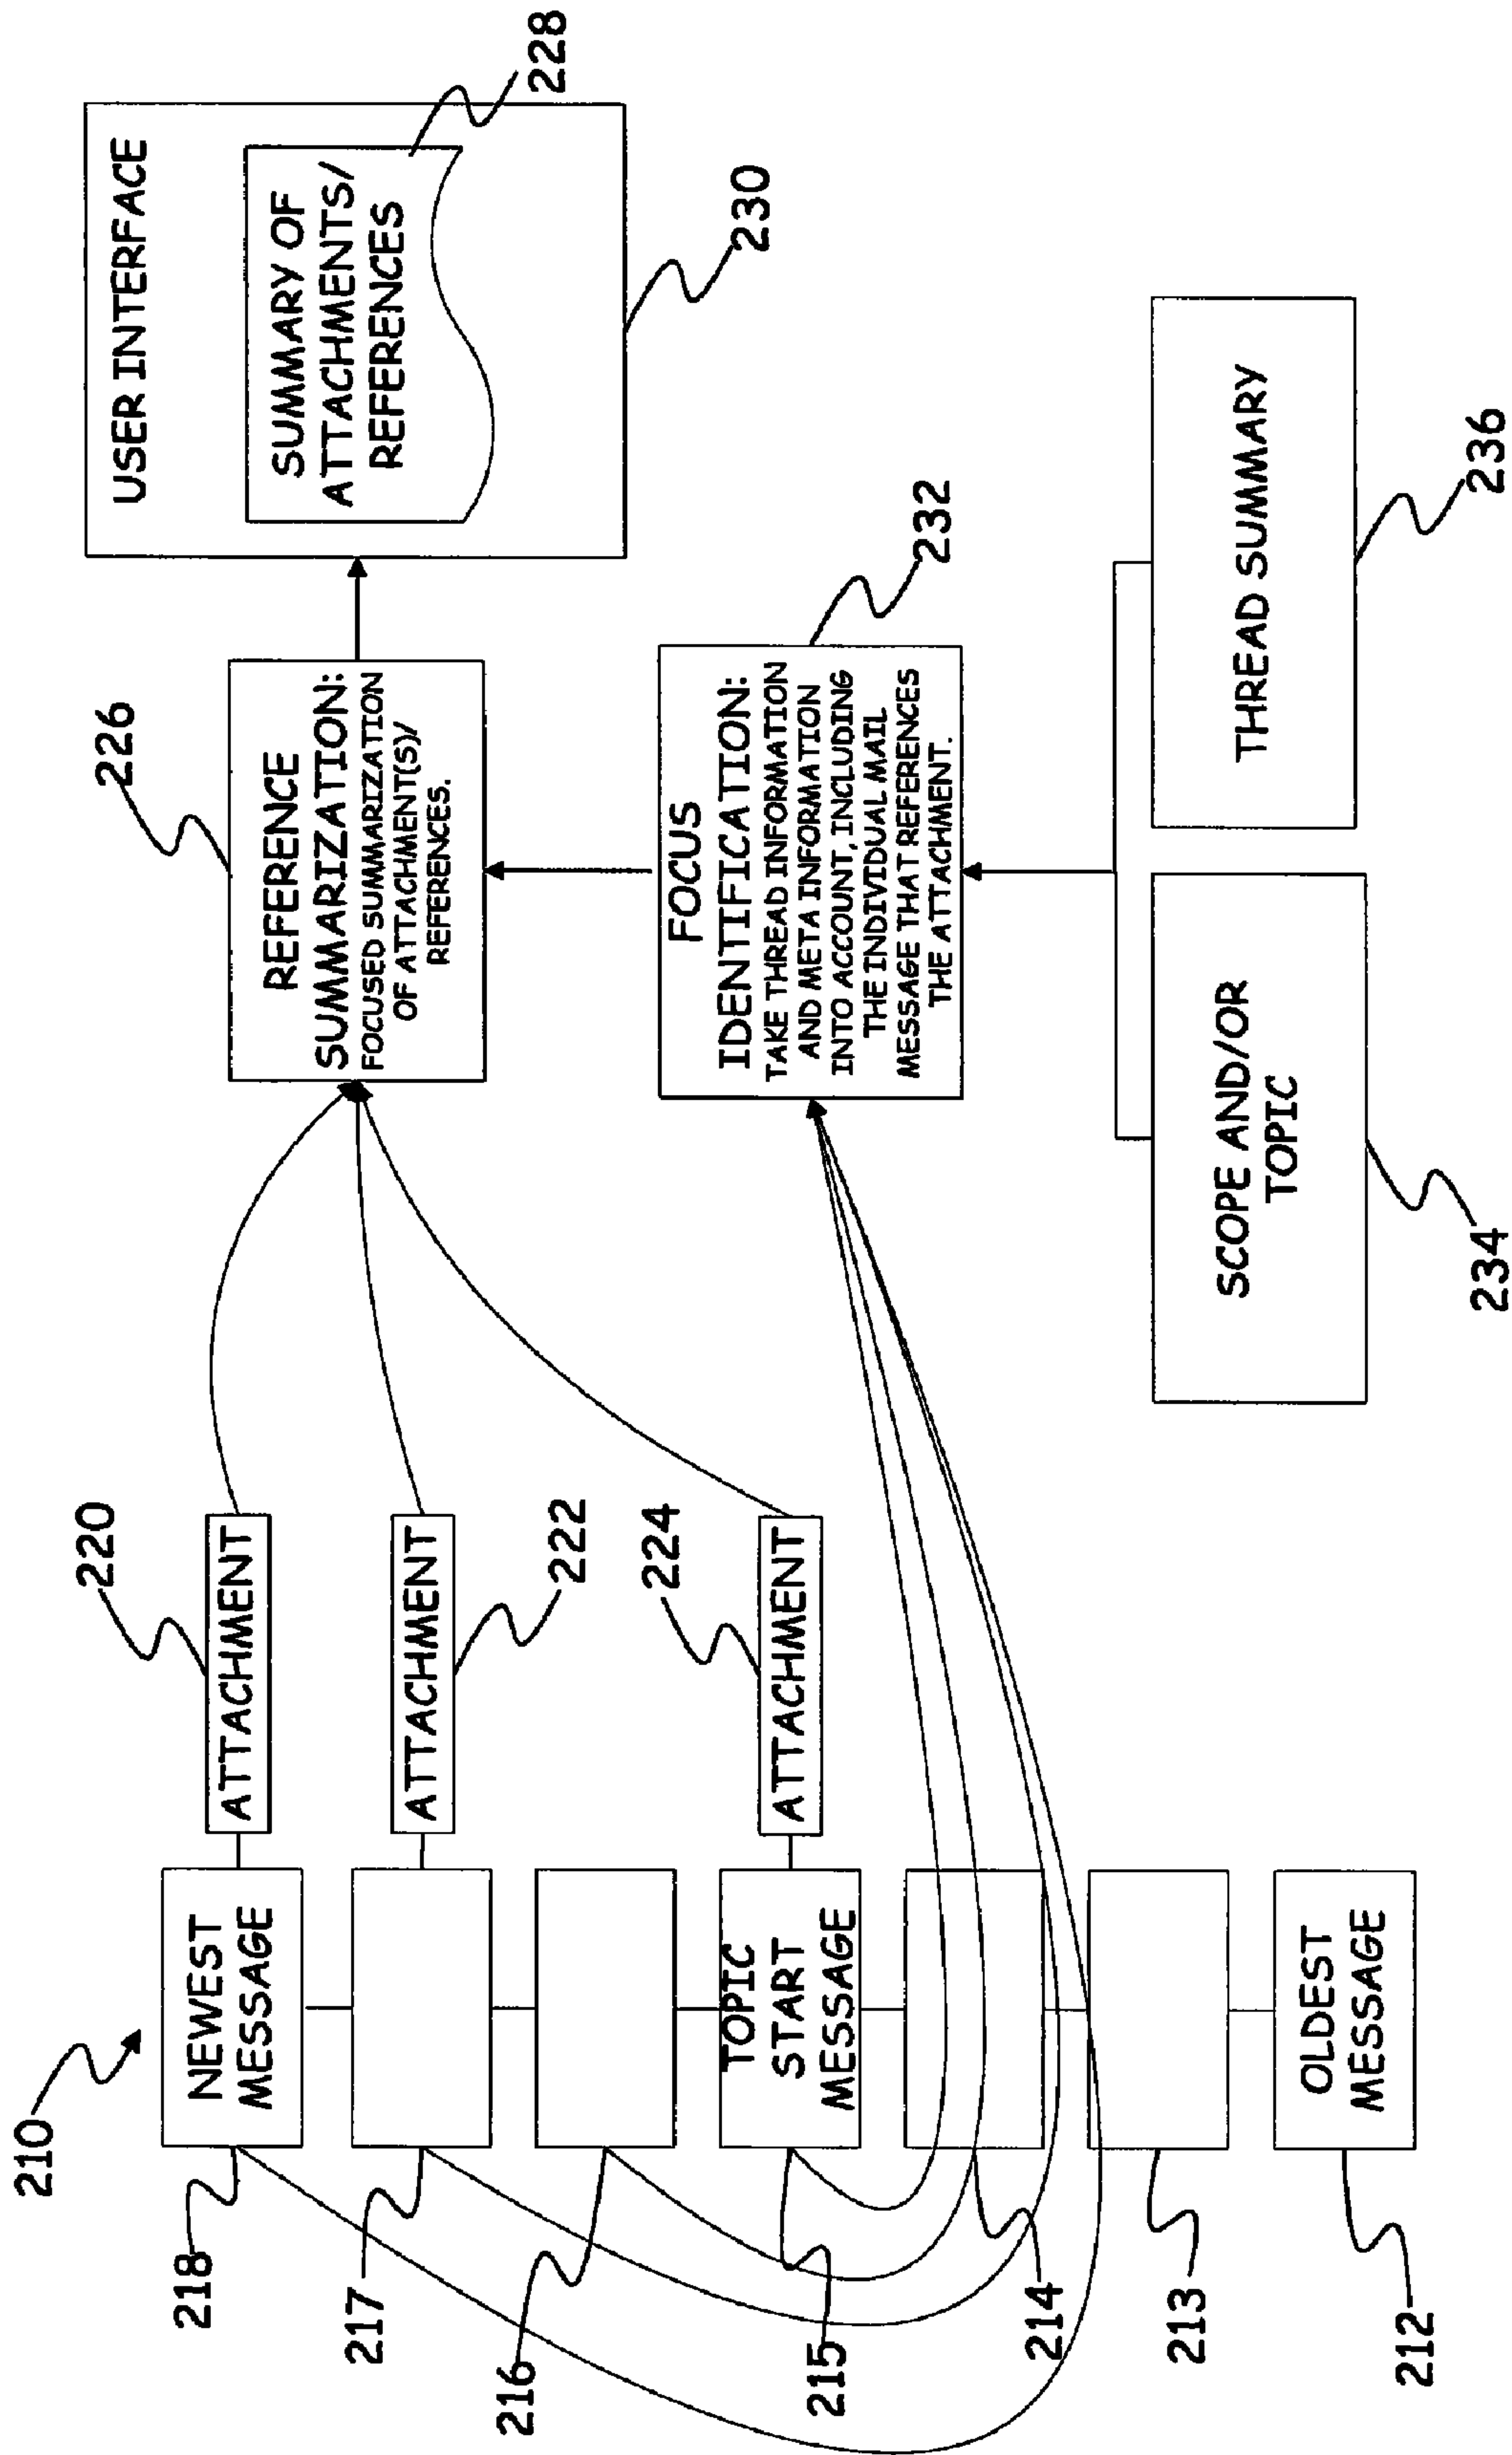 210
218
NEWEST
MESSAGE
220
ATTACHMENT
217
222
ATTACHMENT
216
215
TOPIC
START
MESSAGE
224
ATTACHMENT
214
213
212
OLDEST
MESSAGE
226
REFERENCE
SUMMARIZATION:
FOCUSED SUMMARIZATION
OF ATTACHMENT(S)/
REFERENCES.
USER INTERFACE
SUMMARY OF
ATTACHMENTS/
REFERENCES
228
230
232
FOCUS
IDENTIFICATION:
TAKE THREAD INFORMATION
AND META INFORMATION
INTO ACCOUNT, INCLUDING
THE INDIVIDUAL MAIL
MESSAGE THAT REFERENCES
THE ATTACHMENT.
SCOPE AND/OR
TOPIC
234
THREAD SUMMARY
236